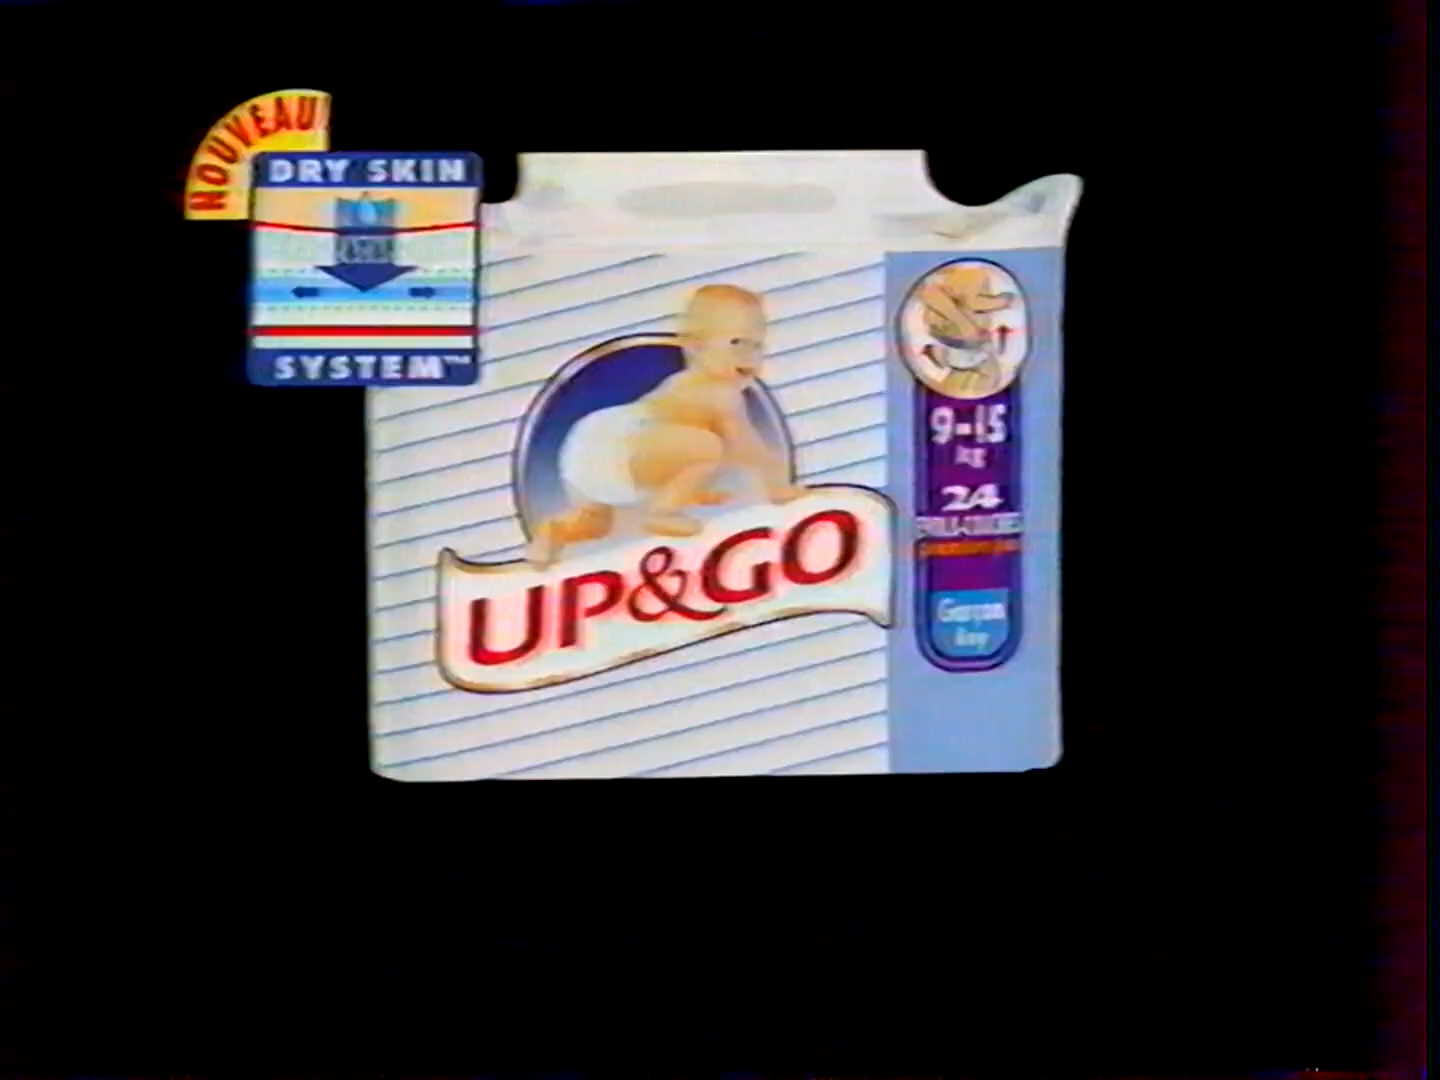 NOUVEAU
DRY SKIN
SYSTEM™
UP&GO
9-15
kg
24
Garçon
Boy